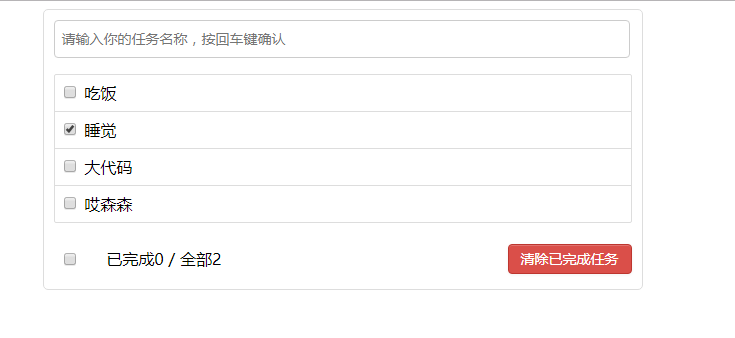 请输入你的任务名称，按回车键确认
吃饭
睡觉
大代码
哎森森
已完成0 / 全部2 清除已完成任务